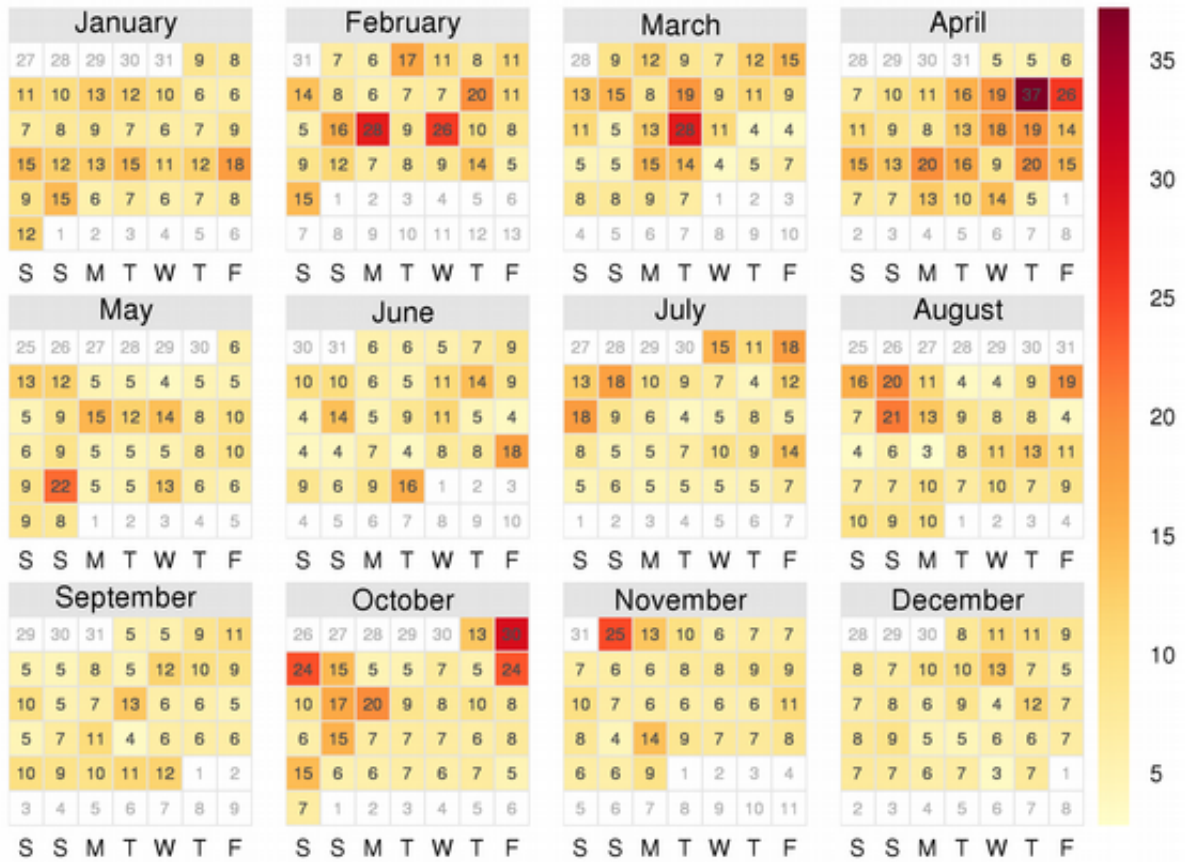 January February March April
27 28 29 30 31 9 8 31 7 6 17 11 8 11 28 9 12 9 7 12 15 28 29 30 31 5 5 6 35
11 10 13 12 10 6 6 14 8 6 7 7 20 11 13 15 8 19 9 11 9 7 10 11 16 19 37 26
7 8 9 7 6 7 9 5 16 28 9 26 10 8 11 5 13 28 11 4 4 11 9 8 13 18 19 14
15 12 13 15 11 12 18 9 12 7 8 9 14 5 5 5 15 14 4 5 7 15 13 20 16 9 20 15 30
9 15 6 7 6 7 8 15 1 2 3 4 5 6 8 8 9 7 1 2 3 7 7 13 10 14 5 1
12 1 2 3 4 5 6 7 8 9 10 11 12 13 4 5 6 7 8 9 10 2 3 4 5 6 7 8
S S M T W T F S S M T W T F S S M T W T F S S M T W T F
25
May June July August
25 26 27 28 29 30 6 30 31 6 6 5 7 9 27 28 29 30 15 11 18 25 26 27 28 29 30 31
13 12 5 5 4 5 5 10 10 6 5 11 14 9 13 18 10 9 7 4 12 16 20 11 4 4 9 19
5 9 15 12 14 8 10 4 14 5 9 11 5 4 18 9 6 4 5 8 5 7 21 13 9 8 8 4 20
6 9 5 5 5 8 10 4 4 7 4 8 8 18 8 5 5 7 10 9 14 4 6 3 8 11 13 11
9 22 5 5 13 6 6 9 6 9 16 1 2 3 5 6 5 5 5 5 7 7 7 10 7 10 7 9
9 8 1 2 3 4 5 4 5 6 7 8 9 10 1 2 3 4 5 6 7 10 9 10 1 2 3 4 15
S S M T W T F S S M T W T F S S M T W T F S S M T W T F
September October November December
29 30 31 5 5 9 11 26 27 28 29 30 13 30 31 25 13 10 6 7 7 28 29 30 8 11 11 9
5 5 8 5 12 10 9 24 15 5 5 7 5 24 7 6 6 8 8 9 9 8 7 10 10 13 7 5 10
10 5 7 13 6 6 5 10 17 20 9 8 10 8 10 7 6 6 6 6 11 7 8 6 9 4 12 7
5 7 11 4 6 6 6 6 15 7 7 7 6 8 8 4 14 9 7 7 8 8 9 5 5 6 6 7
10 9 10 11 12 1 2 15 6 6 7 6 7 5 6 6 9 1 2 3 4 7 7 6 7 3 7 1 5
3 4 5 6 7 8 9 7 1 2 3 4 5 6 5 6 7 8 9 10 11 2 3 4 5 6 7 8
S S M T W T F S S M T W T F S S M T W T F S S M T W T F